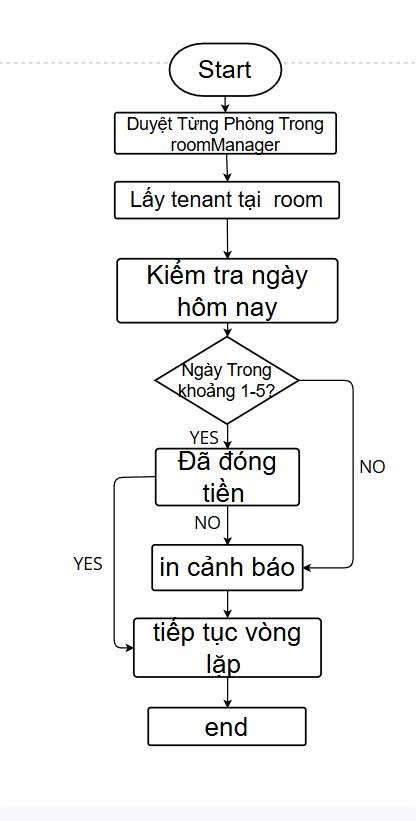 Start
Duyệt Từng Phòng Trong
roomManager
Lấy tenant tại room
Kiểm tra ngày
hôm nay
Ngày Trong
khoảng 1-5?
YES
NO
Đã đóng
tiền
NO
YES
in cảnh báo
tiếp tục vòng
lặp
end